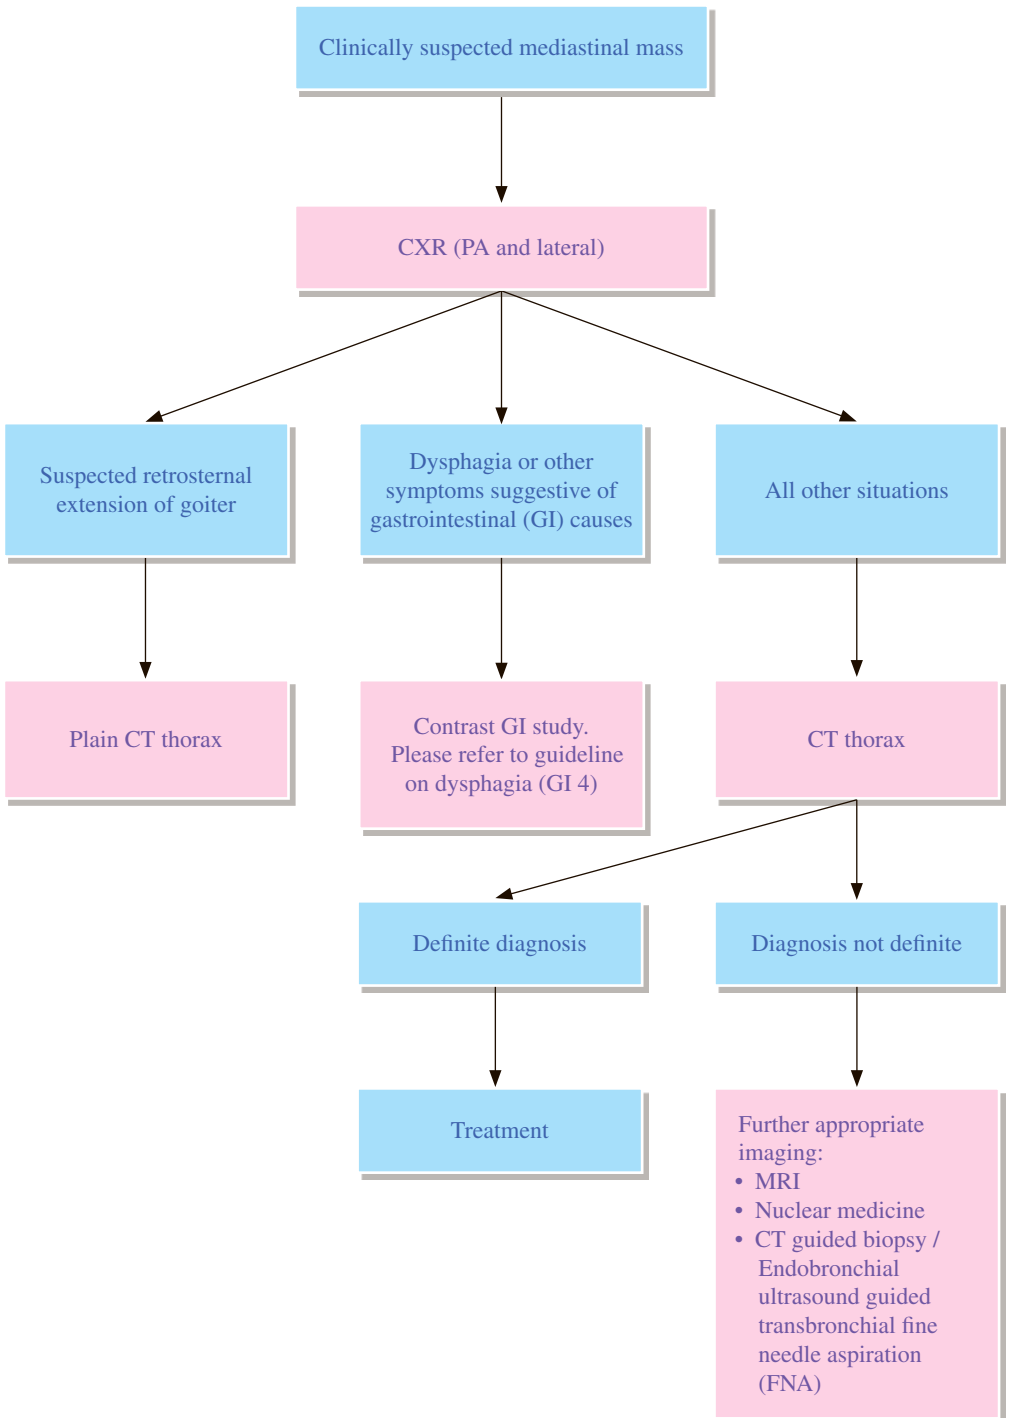 Clinically suspected mediastinal mass
CXR (PA and lateral)
Suspected retrosternal
extension of goiter
Dysphagia or other
symptoms suggestive of
gastrointestinal (GI) causes
All other situations
Plain CT thorax
Contrast GI study.
Please refer to guideline
on dysphagia (GI 4)
CT thorax
Definite diagnosis
Diagnosis not definite
Treatment
Further appropriate
imaging:
• MRI
• Nuclear medicine
• CT guided biopsy /
Endobronchial
ultrasound guided
transbronchial fine
needle aspiration
(FNA)